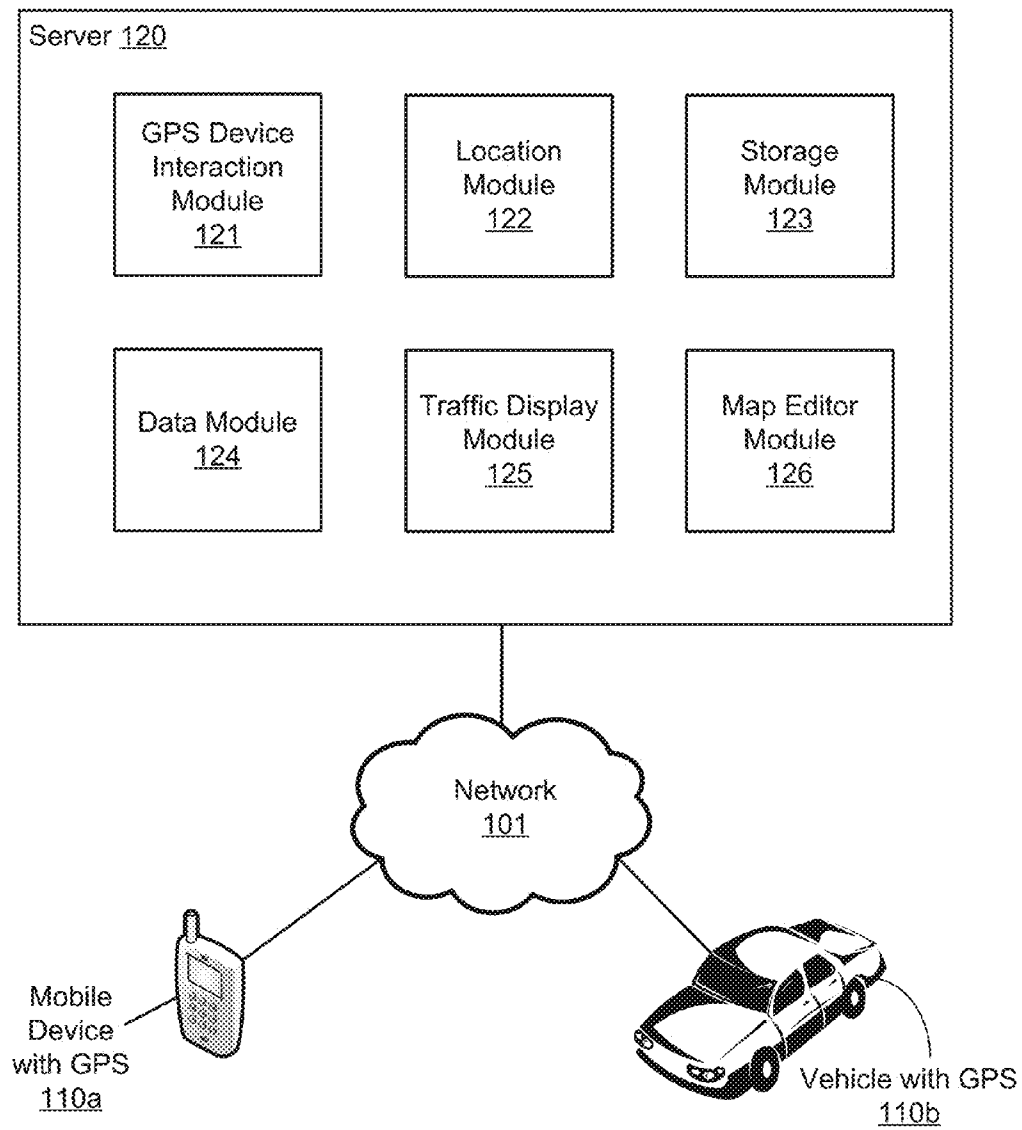 Server 120
GPS Device
Interaction
Module
121
Location
Module
122
Storage
Module
123
Data Module
124
Traffic Display
Module
125
Map Editor
Module
126
Network
101
Mobile
Device
with GPS
110a
Vehicle with GPS
110b